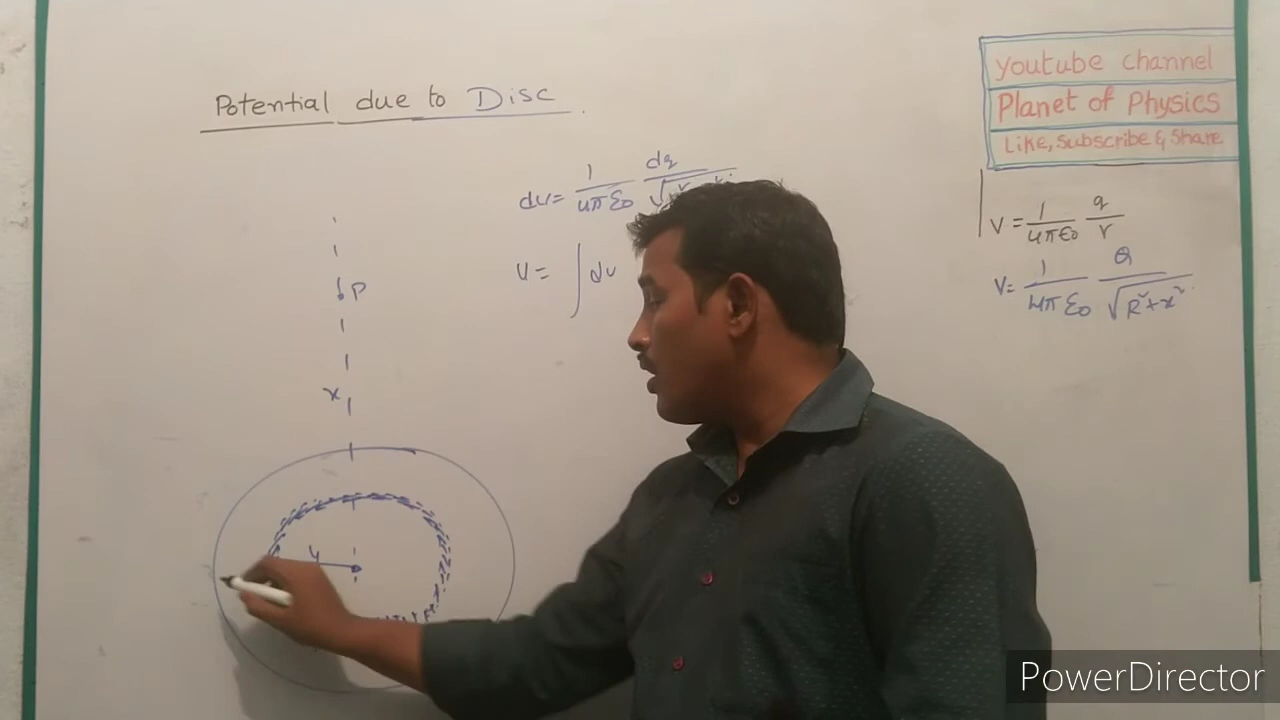 Potential due to Disc
youtube channel
Planet of Physics
Like, Subscribe & Share
dv = 1/4πε0 dq/√
V = ∫ dv
V = 1/4πε0 q/r
V = 1/4πε0 Q/√R²+x²
P
x
y
PowerDirector